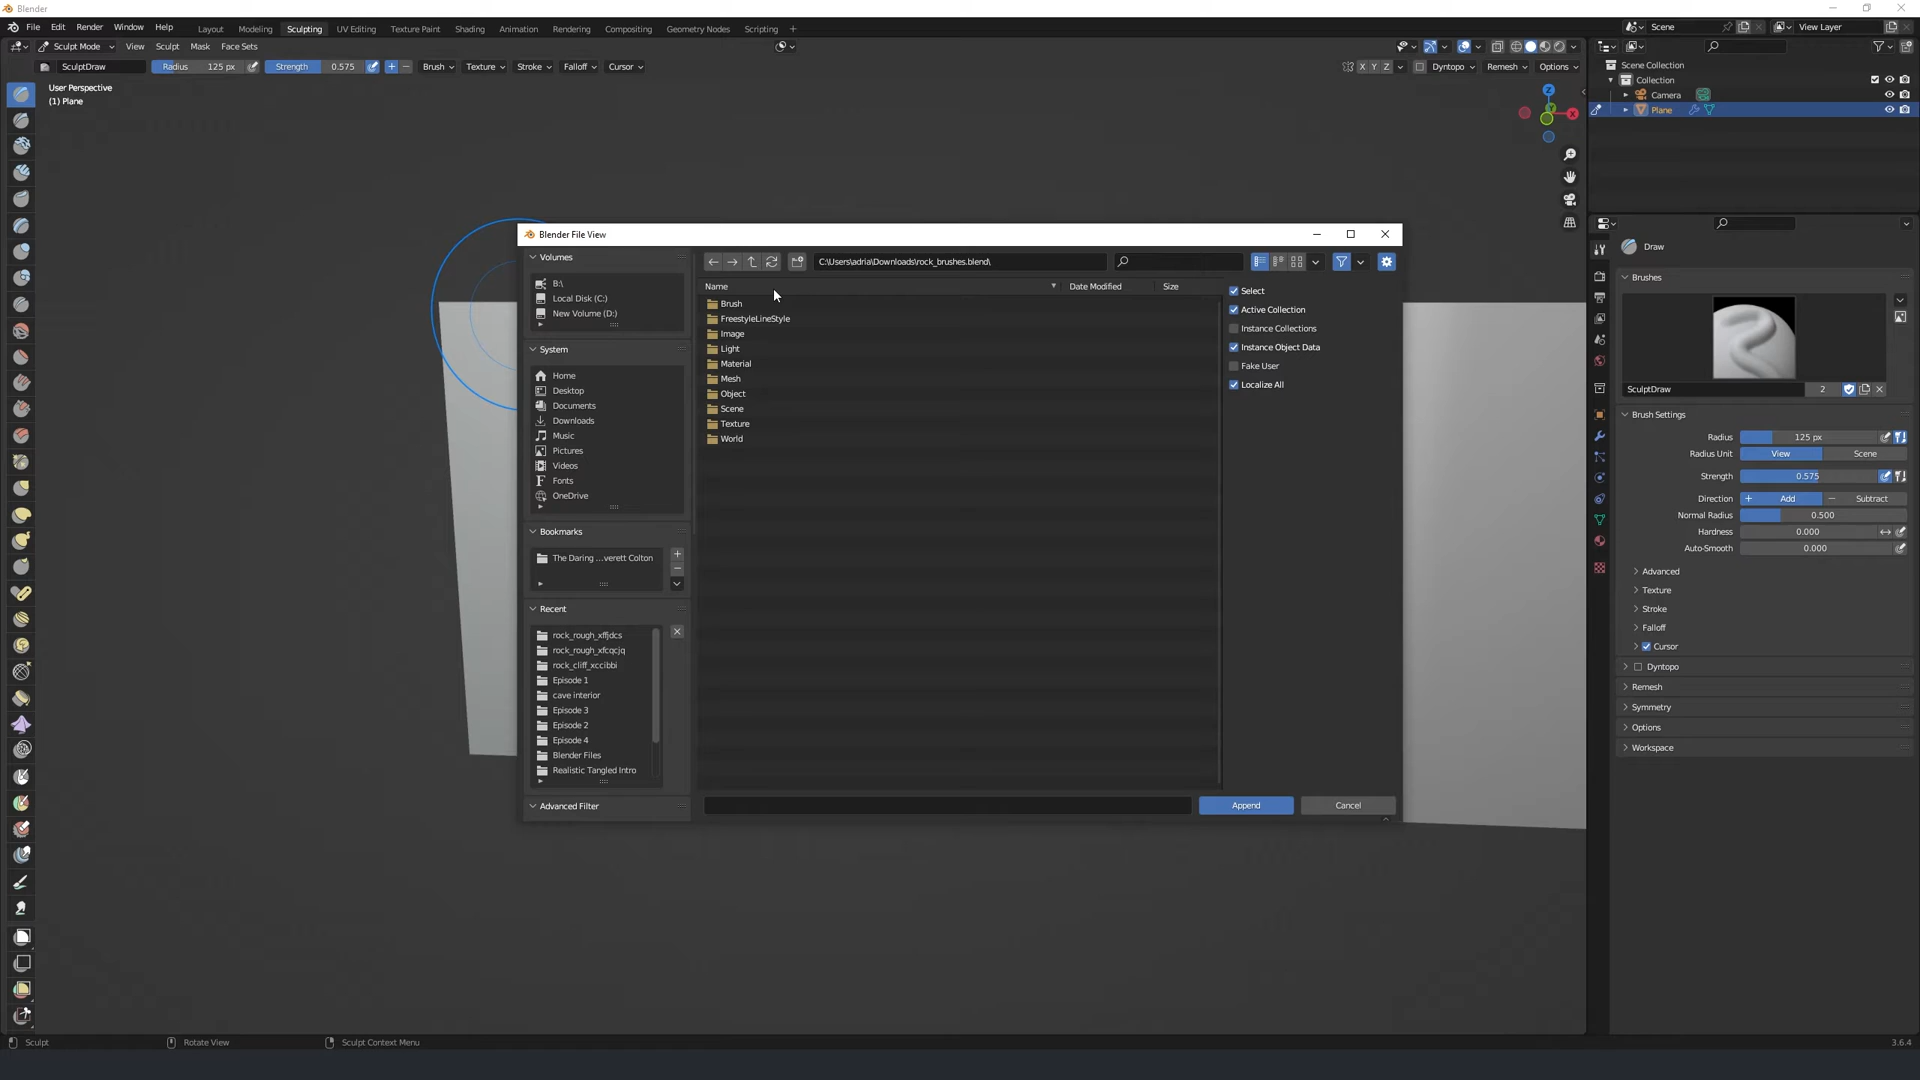 Blender
File Edit Render Window Help Layout Modeling Sculpting UV Editing Texture Paint Shading Animation Rendering Compositing Geometry Nodes Scripting + Scene View Layer
Sculpt Mode View Sculpt Mask Face Sets
SculptDraw Radius 125 px Strength 0.575 Brush Texture Stroke Falloff Cursor X Y Z Dyntopo Remesh Options
User Perspective
(1) Plane
Z
X
Scene Collection
Collection
Camera
Plane
Blender File View
Volumes
B:\
Local Disk (C:)
New Volume (D:)
System
Home
Desktop
Documents
Downloads
Music
Pictures
Videos
Fonts
OneDrive
Bookmarks
The Daring ...verett Colton
Recent
rock_rough_xffjdcs
rock_rough_xfcqcjq
rock_cliff_xccibbi
Episode 1
cave interior
Episode 3
Episode 2
Episode 4
Blender Files
Realistic Tangled Intro
Advanced Filter
C:\Users\adria\Downloads\rock_brushes.blend\
Name Date Modified Size
Brush
FreestyleLineStyle
Image
Light
Material
Mesh
Object
Scene
Texture
World
Select
Active Collection
Instance Collections
Instance Object Data
Fake User
Localize All
Append Cancel
Draw
Brushes
SculptDraw 2
Brush Settings
Radius 125 px
Radius Unit View Scene
Strength 0.575
Direction + Add − Subtract
Normal Radius 0.500
Hardness 0.000
Auto-Smooth 0.000
Advanced
Texture
Stroke
Falloff
Cursor
Dyntopo
Remesh
Symmetry
Options
Workspace
Sculpt Rotate View Sculpt Context Menu 3.6.4